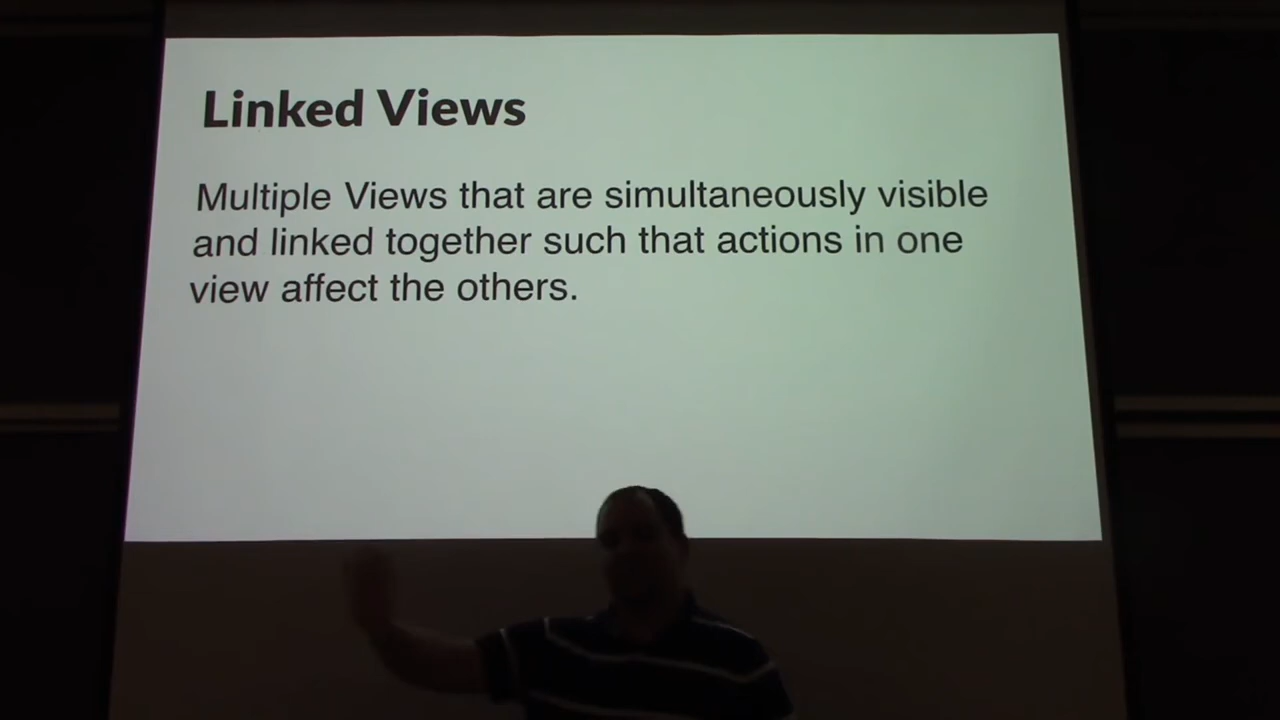 Linked Views
Multiple Views that are simultaneously visible
and linked together such that actions in one
view affect the others.